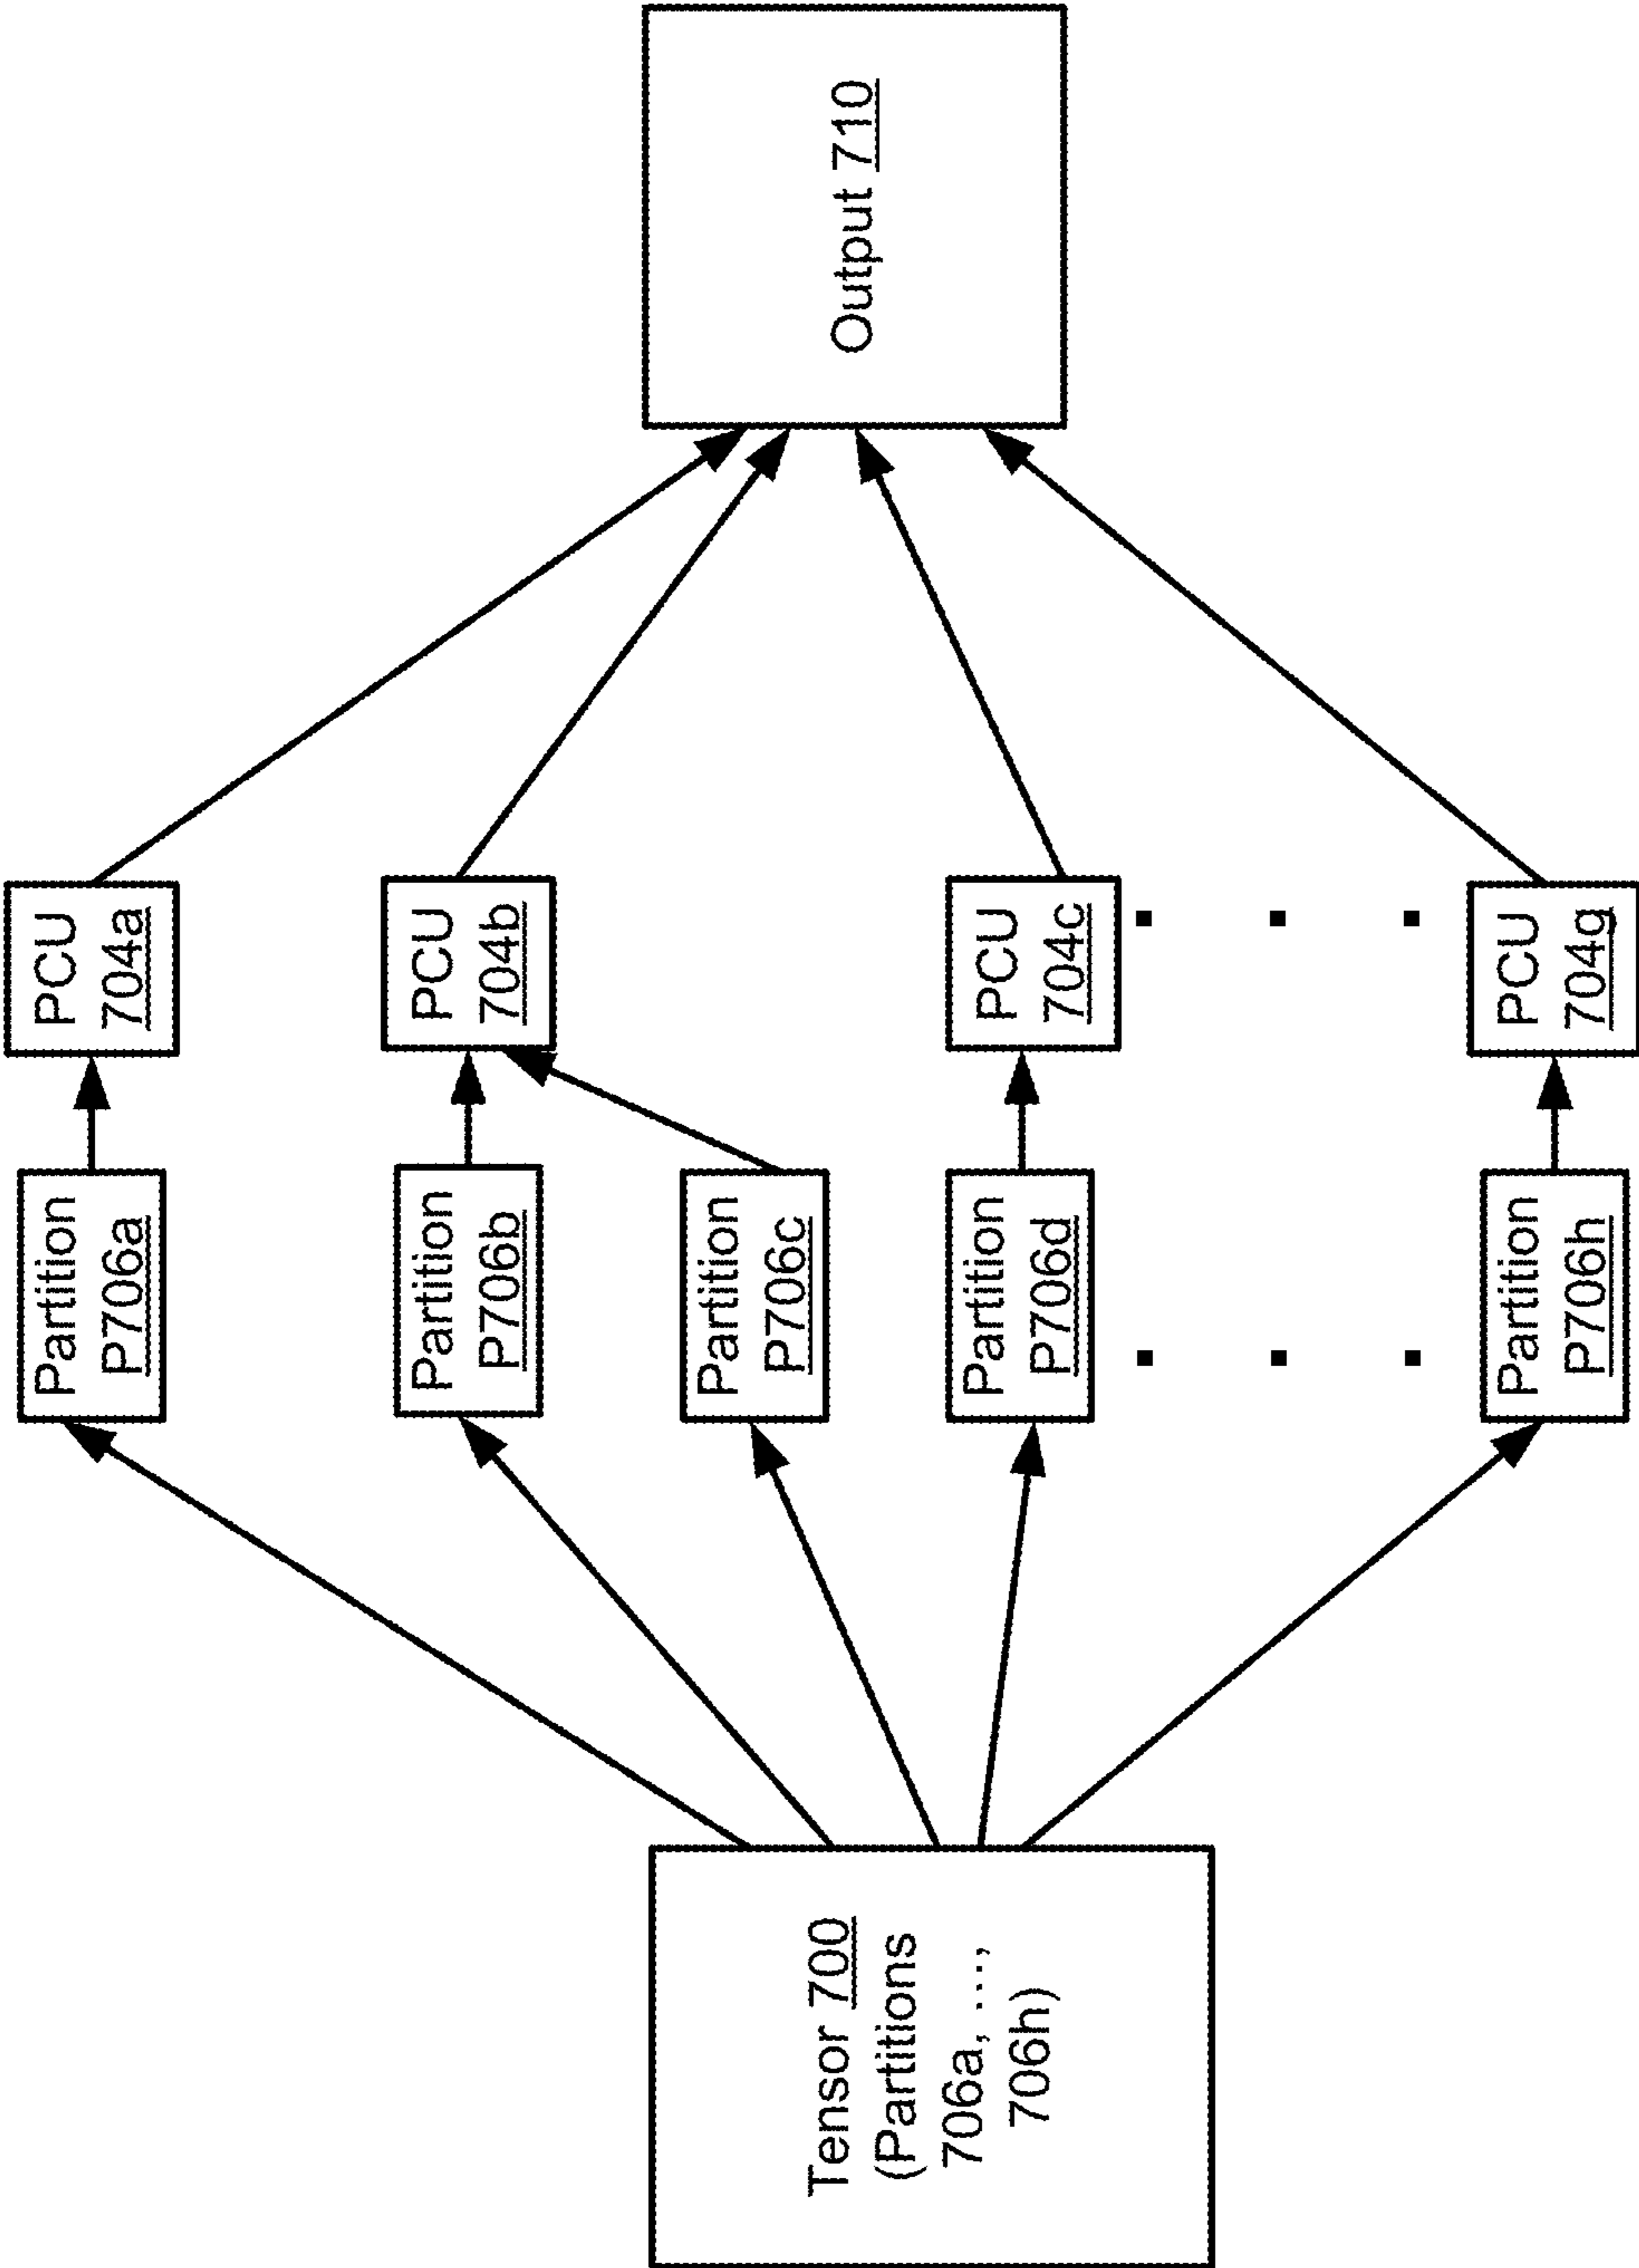 Tensor 700
(Partitions
706a, ...,
706h)
Partition
P706a
Partition
P706b
Partition
P706c
Partition
P706d
Partition
P706h
PCU
704a
PCU
704b
PCU
704c
PCU
704g
Output 710